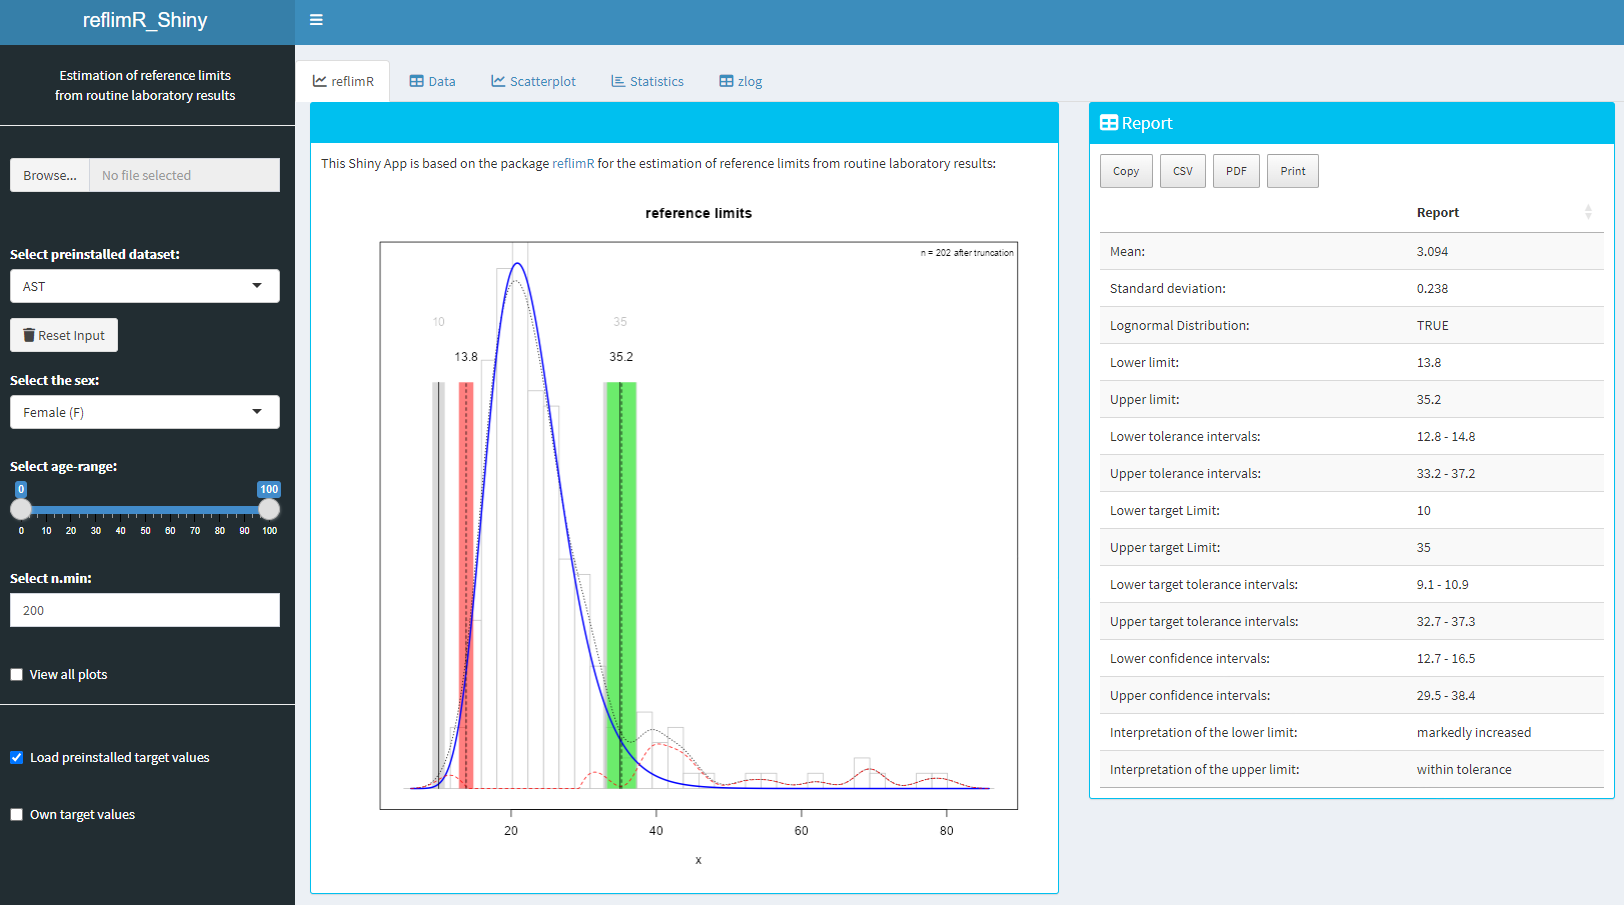 reflimR_Shiny
Estimation of reference limits
from routine laboratory results
Browse...
No file selected
Select preinstalled dataset:
AST
Reset Input
Select the sex:
Female (F)
Select age-range:
0 100
0 10 20 30 40 50 60 70 80 90 100
Select n.min:
200
View all plots
Load preinstalled target values
Own target values
reflimR Data Scatterplot Statistics zlog
This Shiny App is based on the package reflimR for the estimation of reference limits from routine laboratory results:
reference limits
n = 202 after truncation
10 35
13.8 35.2
20 40 60 80
x
Report
Copy CSV PDF Print
Report
Mean: 3.094
Standard deviation: 0.238
Lognormal Distribution: TRUE
Lower limit: 13.8
Upper limit: 35.2
Lower tolerance intervals: 12.8 - 14.8
Upper tolerance intervals: 33.2 - 37.2
Lower target Limit: 10
Upper target Limit: 35
Lower target tolerance intervals: 9.1 - 10.9
Upper target tolerance intervals: 32.7 - 37.3
Lower confidence intervals: 12.7 - 16.5
Upper confidence intervals: 29.5 - 38.4
Interpretation of the lower limit: markedly increased
Interpretation of the upper limit: within tolerance